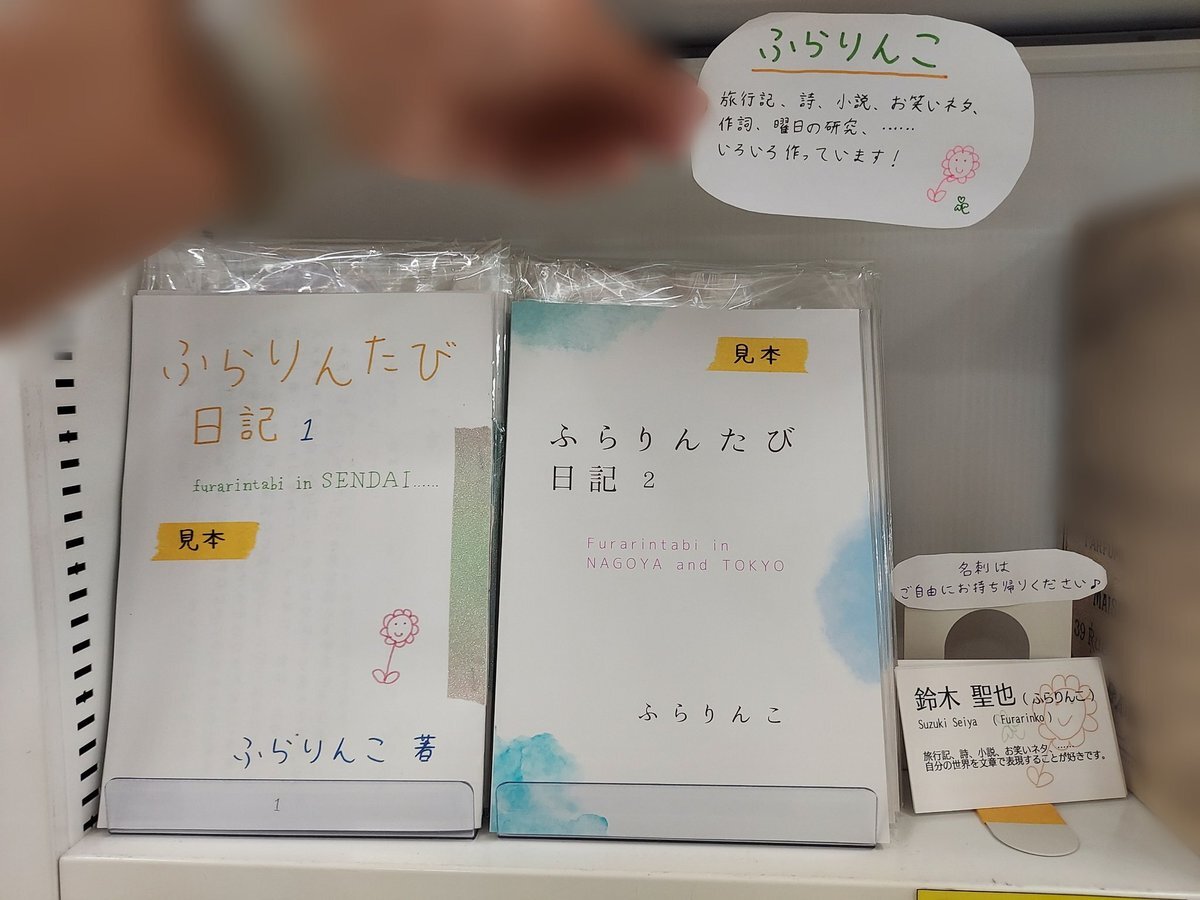 ふらりんこ
旅行記、詩、小説、お笑いネタ、
作詞、曜日の研究、……
いろいろ作っています!
ふらりんたび
日記 1
furarintabi in SENDAI……
見本
ふらりんこ 著
1
見本
ふらりんたび
日記 2
Furarintabi in
NAGOYA and TOKYO
ふらりんこ
名刺は
ご自由にお持ち帰りください♪
鈴木 聖也(ふらりんこ)
Suzuki Seiya (Furarinko)
旅行記、詩、小説、お笑いネタ、……
自分の世界を文章で表現することが好きです。